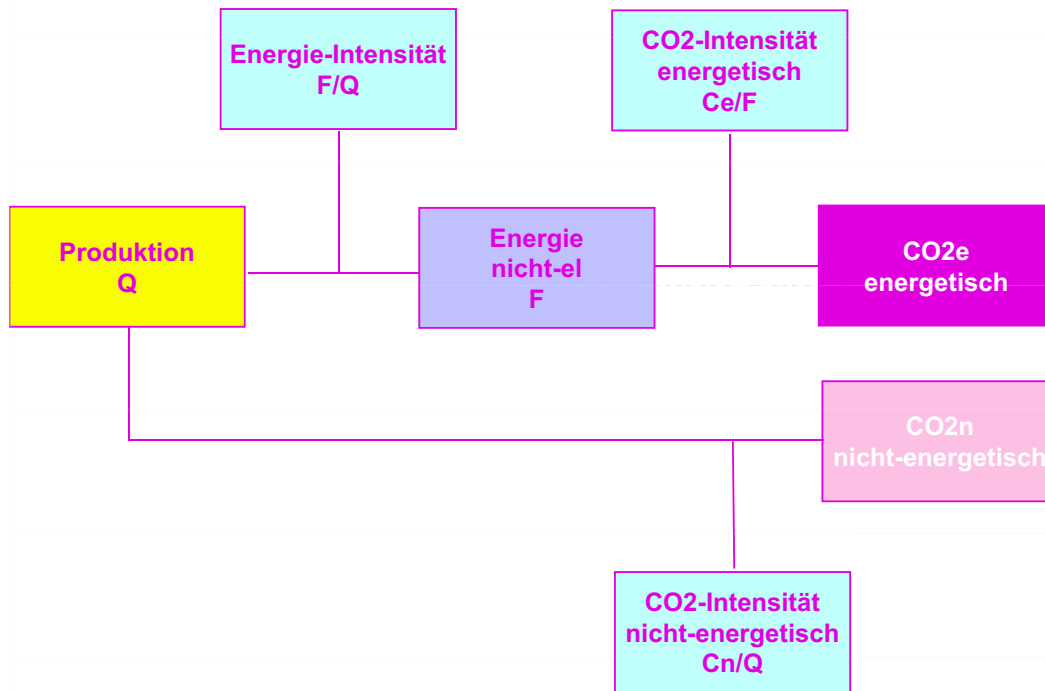 Energie-Intensität
F/Q
CO2-Intensität
energetisch
Ce/F
Produktion
Q
Energie
nicht-el
F
CO2e
energetisch
CO2n
nicht-energetisch
CO2-Intensität
nicht-energetisch
Cn/Q